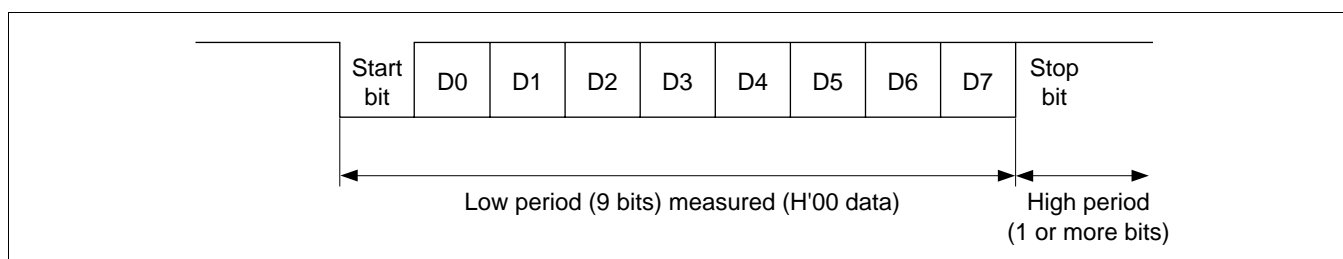 Start
bit
D0
D1
D2
D3
D4
D5
D6
D7
Stop
bit
Low period (9 bits) measured (H'00 data)
High period
(1 or more bits)